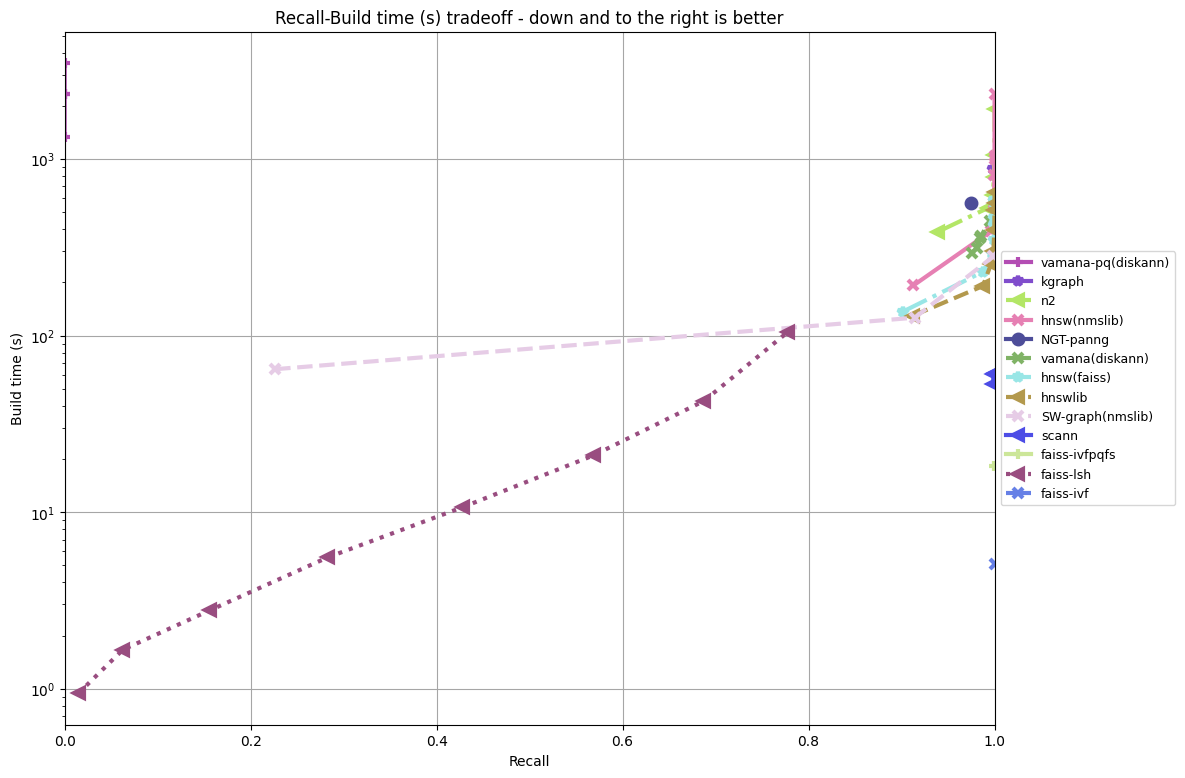 Recall-Build time (s) tradeoff - down and to the right is better
Build time (s)
10³
10²
10¹
10⁰
0.0 0.2 0.4 0.6 0.8 1.0
Recall
vamana-pq(diskann)
kgraph
n2
hnsw(nmslib)
NGT-panng
vamana(diskann)
hnsw(faiss)
hnswlib
SW-graph(nmslib)
scann
faiss-ivfpqfs
faiss-lsh
faiss-ivf